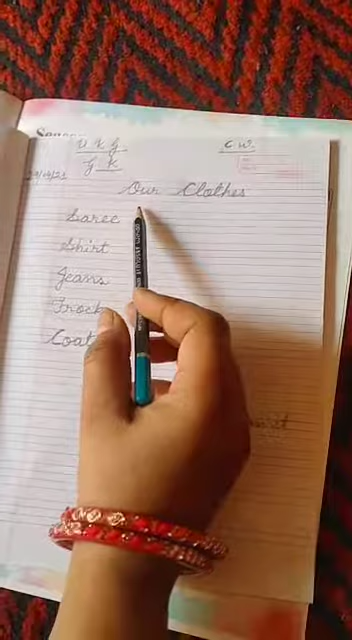 U K G
C.W.
G K
Our Clothes
Saree
Shirt
Jeans
Frock
Coat